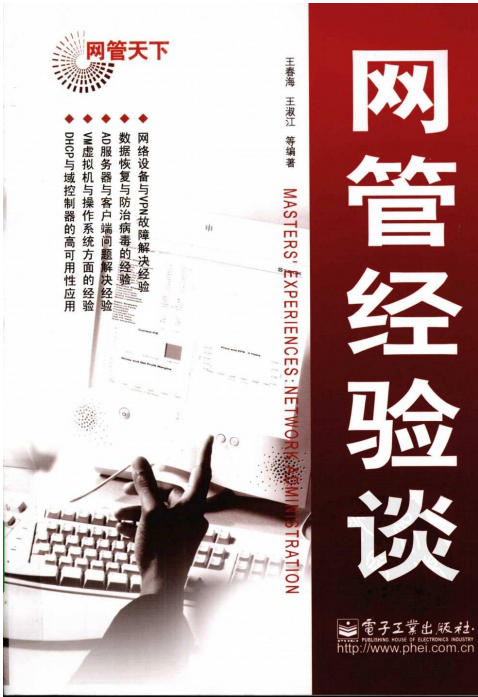 网管天下
网管经验谈
王春海 王淑江 等编著
MASTERS' EXPERIENCES:NETWORK ADMINISTRATION
◆ 网络设备与VPN故障解决经验
◆ 数据恢复与防治病毒的经验
◆ AD服务器与客户端问题解决经验
◆ VM虚拟机与操作系统方面的经验
◆ DHCP与域控制器的高可用性应用
電子工業出版社·
PUBLISHING HOUSE OF ELECTRONICS INDUSTRY
http://www.phei.com.cn